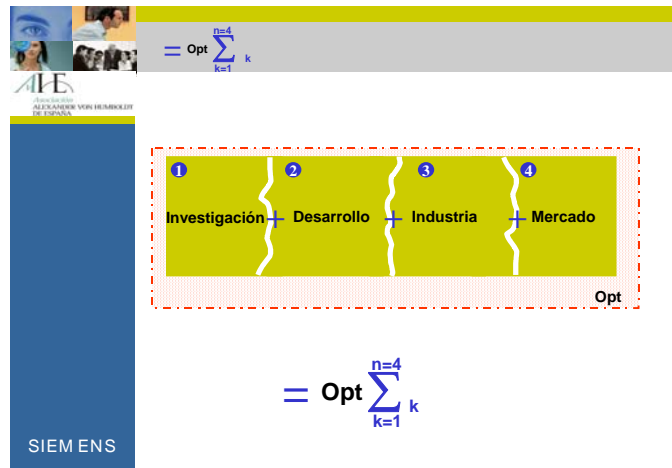 = Opt ∑ k
n=4
k=1
AHE
Asociación
ALEXANDER VON HUMBOLDT
DE ESPAÑA
1 2 3 4
Investigación + Desarrollo + Industria + Mercado
Opt
n=4
= Opt ∑ k
k=1
SIEMENS